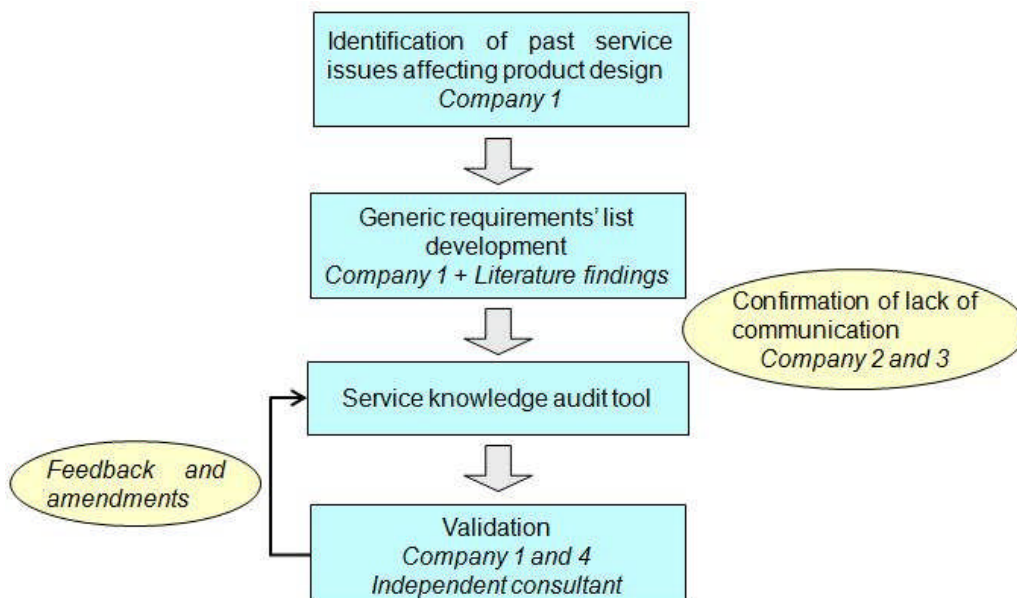 Identification of past service
issues affecting product design
Company 1
Generic requirements' list
development
Company 1 + Literature findings
Confirmation of lack of
communication
Company 2 and 3
Service knowledge audit tool
Feedback and
amendments
Validation
Company 1 and 4
Independent consultant